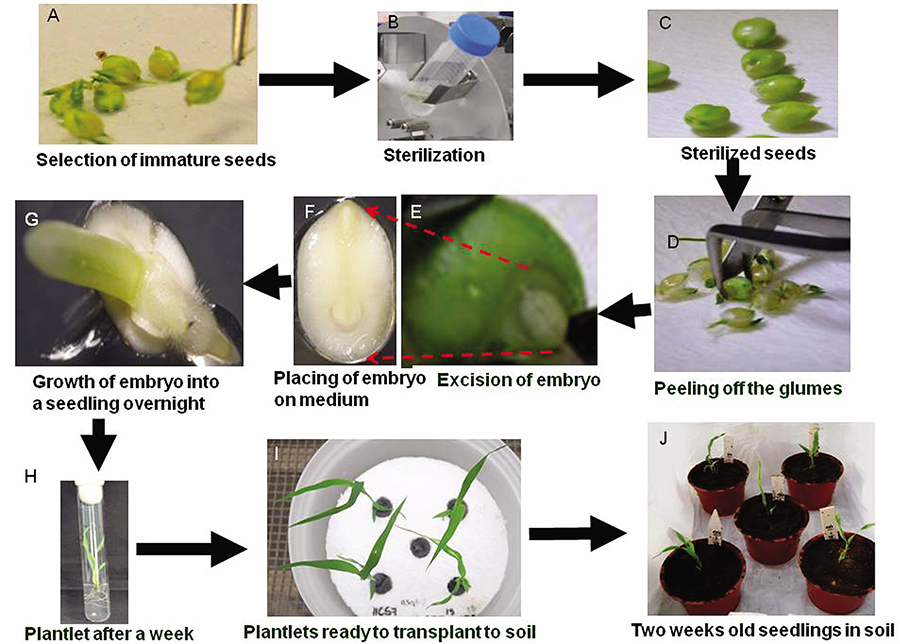 A
B
C
Selection of immature seeds
Sterilization
Sterilized seeds
G
F
E
D
Growth of embryo into
a seedling overnight
Placing of embryo
on medium
Excision of embryo
Peeling off the glumes
H
I
J
Plantlet after a week
Plantlets ready to transplant to soil
Two weeks old seedlings in soil